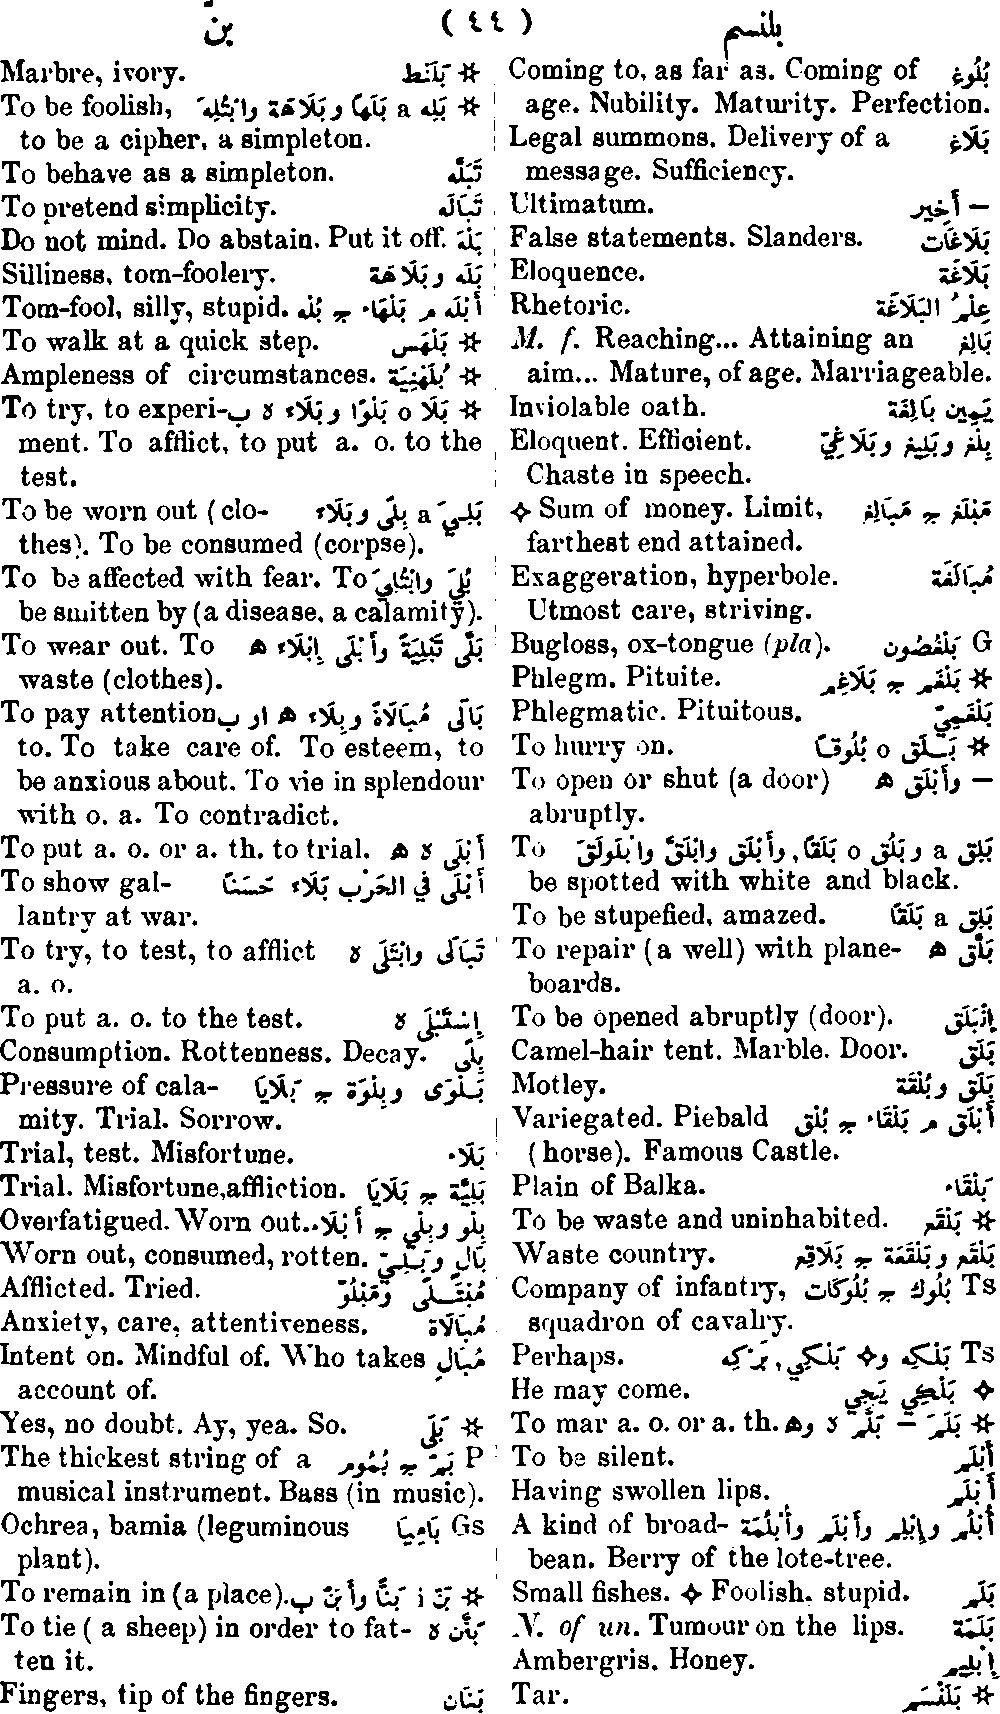 بلنسم ( ٤٤ ) بنّ
Coming to, as far as. Coming of بُلُوغ
age. Nubility. Maturity. Perfection.
Legal summons. Delivery of a بَلَاغ
message. Sufficiency.
Ultimatum. — أَخِير
False statements. Slanders. بَلَاغَات
Eloquence. بَلَاغَة
Rhetoric. عِلْمُ البَلَاغَة
M. f. Reaching... Attaining an بَالِغ
aim... Mature, of age. Marriageable.
Inviolable oath. يَمِين بَالِغَة
Eloquent. Efficient. بِلْغ وبَلِيغ وبَلَاغِيّ
Chaste in speech.
✧ Sum of money. Limit, مَبْلَغ ج مَبَالِغ
farthest end attained.
Exaggeration, hyperbole. مُبَالَغَة
Utmost care, striving.
Bugloss, ox-tongue (pla). بَلْغُصُون G
Phlegm. Pituite. ☆ بَلْغَم ج بَلَاغِم
Phlegmatic. Pituitous. بَلْغَمِيّ
To hurry on. ☆ بَلَق o بُلُوقًا
To open or shut (a door) — وأَبْلَق ه
abruptly.
To بَلِق a وبَلُق o بَلَقًا, وأَبْلَق وابْلَقَّ وابْلَوْلَقَ
be spotted with white and black.
To be stupefied, amazed. بَلِق a بَلَقًا
To repair (a well) with plane- بَلَّق ه
boards.
To be opened abruptly (door). إِنْبَلَق
Camel-hair tent. Marble. Door. بَلَق
Motley. بَلَق وبُلْقَة
Variegated. Piebald أَبْلَق م بَلْقَاء ج بُلْق
(horse). Famous Castle.
Plain of Balka. بَلْقَاء
To be waste and uninhabited. ☆ بَلْقَع
Waste country. بَلْقَع وبَلْقَعَة ج بَلَاقِع
Company of infantry, بُلُوك ج بُلُوكَات Ts
squadron of cavalry.
Perhaps. بَلْكِه و✧ بَلْكِي, بَرْكِه Ts
He may come. ✧ بَلْكِي يَجِي
To mar a. o. or a. th. ☆ بَلَمَ – بَلَّم ه وه
To be silent. أَبْلَم
Having swollen lips. أَبْلَم
A kind of broad- أَبْلُم وإِبْلِم وأَبْلَم وأَبْلُمَة
bean. Berry of the lote-tree.
Small fishes. ✧ Foolish, stupid. بَلَم
N. of un. Tumour on the lips. بَلَمَة
Ambergris. Honey. إِبْلِيم
Tar. ☆ بَلَنْسَم
Marbre, ivory. ☆ بَلَنْط
To be foolish, ☆ بَلِه a بَلَهًا وبَلَاهَة وابْتُلِهَ
to be a cipher, a simpleton.
To behave as a simpleton. تَبَلَّه
To pretend simplicity. تَبَالَه
Do not mind. Do abstain. Put it off. بَلْهَ
Silliness, tom-foolery. بَلَه وبَلَاهَة
Tom-fool, silly, stupid. أَبْلَه م بَلْهَاء ج بُلْه
To walk at a quick step. ☆ بَلْهَس
Ampleness of circumstances. ☆ بُلَهْنِيَة
To try, to experi- ☆ بَلَا o بَلْوًا وبَلَاء ه ب
ment. To afflict, to put a. o. to the
test.
To be worn out (clo- بَلِيَ a بِلًى وبَلَاء
thes). To be consumed (corpse).
To be affected with fear. To بُلِيَ وابْتُلِيَ
be smitten by (a disease, a calamity).
To wear out. To بَلَّى تَبْلِيَةً وأَبْلَى إِبْلَاء ه
waste (clothes).
To pay attention بَالَى مُبَالَاةً وبِلَاء ه او ب
to. To take care of. To esteem, to
be anxious about. To vie in splendour
with o. a. To contradict.
To put a. o. or a. th. to trial. أَبْلَى ه ه
To show gal- أَبْلَى في الحَرْب بَلَاء حَسَنًا
lantry at war.
To try, to test, to afflict تَبَالَى وابْتَلَى ه
a. o.
To put a. o. to the test. إِسْتَبْلَى ه
Consumption. Rottenness. Decay. بِلًى
Pressure of cala- بَلْوَى وبِلْوَة ج بَلَايَا
mity. Trial. Sorrow.
Trial, test. Misfortune. بَلَاء
Trial. Misfortune, affliction. بَلِيَّة ج بَلَايَا
Overfatigued. Worn out. بِلْو وبِلْي ج أَبْلَاء
Worn out, consumed, rotten. بَالٍ وبَلِيّ
Afflicted. Tried. مُبْتَلًى ومَبْلُوّ
Anxiety, care, attentiveness. مُبَالَاة
Intent on. Mindful of. Who takes مُبَالٍ
account of.
Yes, no doubt. Ay, yea. So. ☆ بَلَى
The thickest string of a بَمّ ج بُمُوم P
musical instrument. Bass (in music).
Ochrea, bamia (leguminous بَامِيَا Gs
plant).
To remain in (a place). ☆ بَنّ i بَنًّا وأَبَنَّ ب
To tie ( a sheep) in order to fat- بَنَّن ه
ten it.
Fingers, tip of the fingers. بَنَان